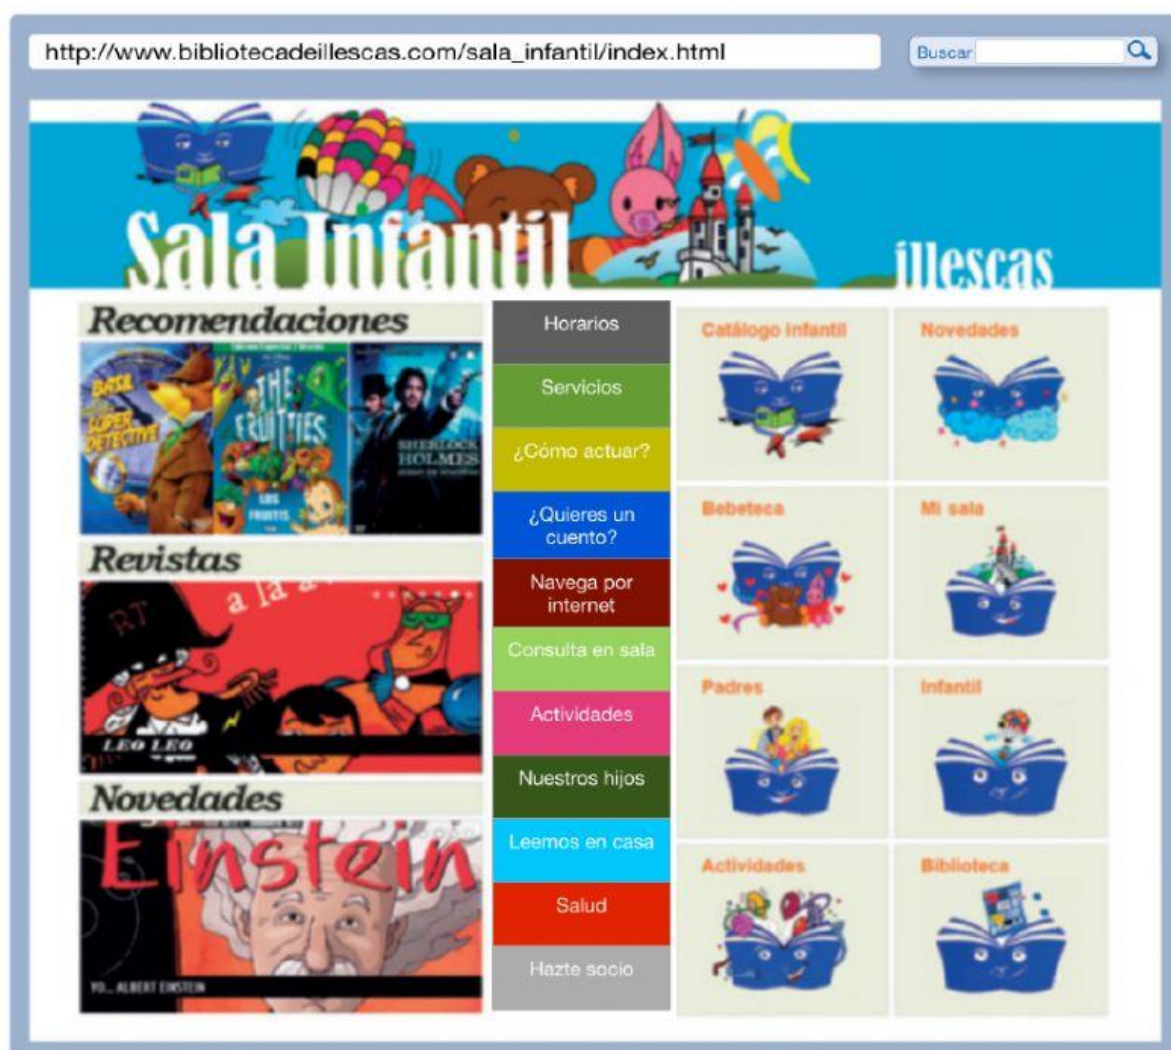 http://www.bibliotecadeillescas.com/sala_infantil/index.html
Buscar
Sala Infantil
illescas
Recomendaciones
BASIL
SUPER
DETECTIVE
THE
FRUITTIES
LOS
FRUITIS
SHERLOCK
HOLMES
Revistas
RT
a la a
LEO LEO
Novedades
Einstein
YO... ALBERT EINSTEIN
Horarios
Servicios
¿Cómo actuar?
¿Quieres un
cuento?
Navega por
internet
Consulta en sala
Actividades
Nuestros hijos
Leemos en casa
Salud
Hazte socio
Catálogo infantil
Novedades
Bebeteca
Mi sala
Padres
Infantil
Actividades
Biblioteca